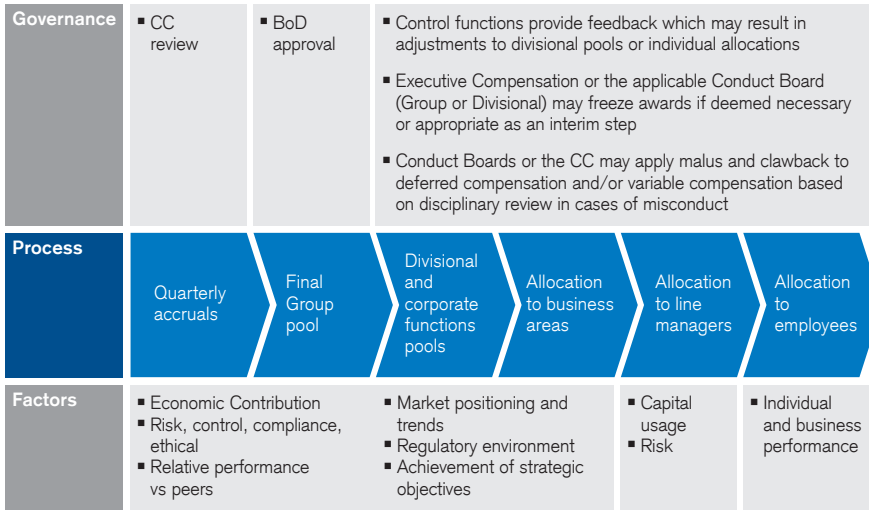 Governance
▪ CC
review
▪ BoD
approval
▪ Control functions provide feedback which may result in
adjustments to divisional pools or individual allocations
▪ Executive Compensation or the applicable Conduct Board
(Group or Divisional) may freeze awards if deemed necessary
or appropriate as an interim step
▪ Conduct Boards or the CC may apply malus and clawback to
deferred compensation and/or variable compensation based
on disciplinary review in cases of misconduct
Process
Quarterly
accruals
Final
Group
pool
Divisional
and
corporate
functions
pools
Allocation
to business
areas
Allocation
to line
managers
Allocation
to
employees
Factors
▪ Economic Contribution
▪ Risk, control, compliance,
ethical
▪ Relative performance
vs peers
▪ Market positioning and
trends
▪ Regulatory environment
▪ Achievement of strategic
objectives
▪ Capital
usage
▪ Risk
▪ Individual
and business
performance